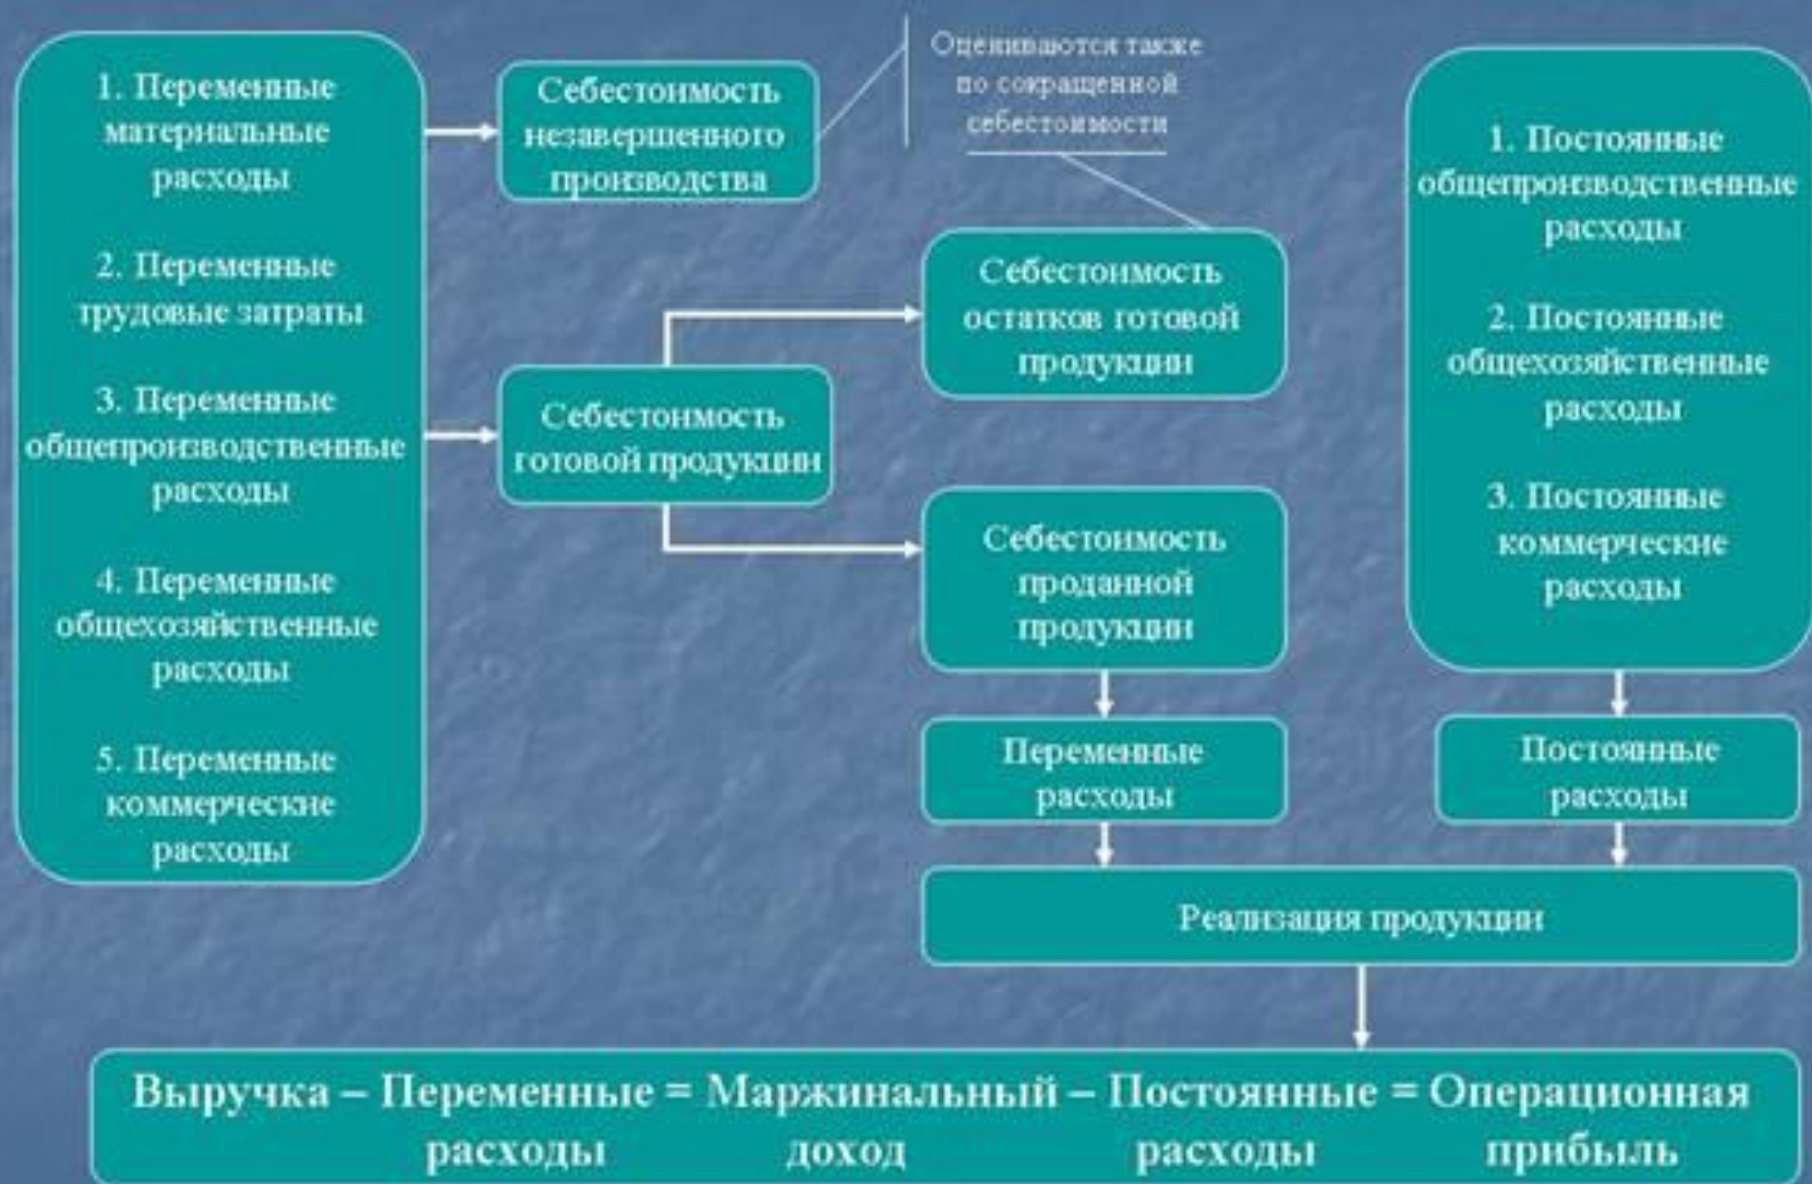 1. Переменные
материальные
расходы
2. Переменные
трудовые затраты
3. Переменные
общепроизводственные
расходы
4. Переменные
общехозяйственные
расходы
5. Переменные
коммерческие
расходы
Себестоимость
незавершенного
производства
Оцениваются также
по сокращенной
себестоимости
Себестоимость
готовой продукции
Себестоимость
остатков готовой
продукции
Себестоимость
проданной
продукции
1. Постоянные
общепроизводственные
расходы
2. Постоянные
общехозяйственные
расходы
3. Постоянные
коммерческие
расходы
Переменные
расходы
Постоянные
расходы
Реализация продукции
Выручка – Переменные = Маржинальный – Постоянные = Операционная
расходы доход расходы прибыль